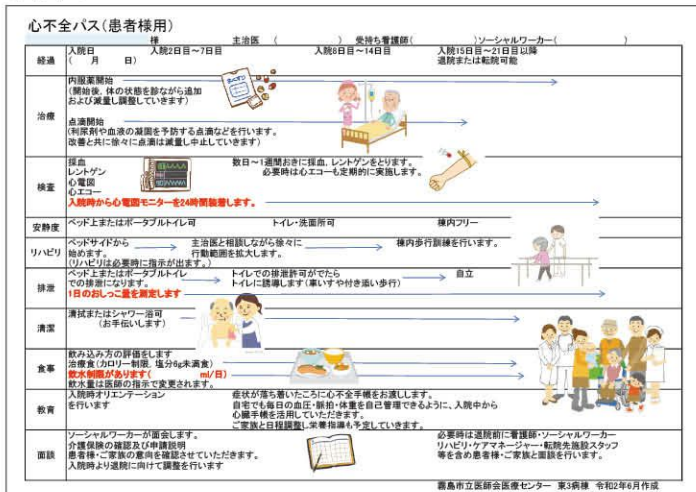 心不全パス(患者様用)
様 主治医 ( ) 受持ち看護師( )ソーシャルワーカー( )
経過
入院日 入院2日目~7日目 入院8日目~14日目 入院15日目~21日目以降
( 月 日) 退院または転院可能
治療
内服薬開始
(開始後、体の状態を診ながら追加
および減量し調整していきます)
点滴開始
(利尿剤や血液の凝固を予防する点滴などを行います。
改善と共に徐々に点滴は減量し中止していきます)
検査
採血 数日~1週間おきに採血、レントゲンをとります。
レントゲン 必要時は心エコーも定期的に実施します。
心電図
心エコー
入院時から心電図モニターを24時間装着します。
安静度
ベッド上またはポータブルトイレ可 トイレ・洗面所可 棟内フリー
リハビリ
ベッドサイドから 主治医と相談しながら徐々に 棟内歩行訓練を行います。
始めます。 行動範囲を拡大します。
(リハビリは必要時に指示が出ます。)
排泄
ベッド上またはポータブルトイレ トイレでの排泄許可がでたら 自立
での排泄になります。 トイレに誘導します(車いすや付き添い歩行)
1日のおしっこ量を測定します
清潔
清拭またはシャワー浴可
(お手伝いします)
食事
飲み込み方の評価をします
治療食(カロリー制限、塩分6g未満食)
飲水制限があります( ml/日)
飲水量は医師の指示で変更されます。
教育
入院時オリエンテーション 症状が落ち着いたころに心不全手帳をお渡しします。
を行います 自宅でも毎日の血圧・脈拍・体重を自己管理できるように、入院中から
心臓手帳を活用していただきます。
ご家族と日程調整し栄養指導も予定していきます。
面談
ソーシャルワーカーが面会します。 必要時は退院前に看護師・ソーシャルワーカー
介護保険の確認及び申請説明 リハビリ・ケアマネージャー・転院先施設スタッフ
患者様・ご家族の意向を確認させていただきます。 等を含め患者様・ご家族と面談を行います。
入院時より退院に向けて調整を行います
霧島市立医師会医療センター 東3病棟 令和2年6月作成